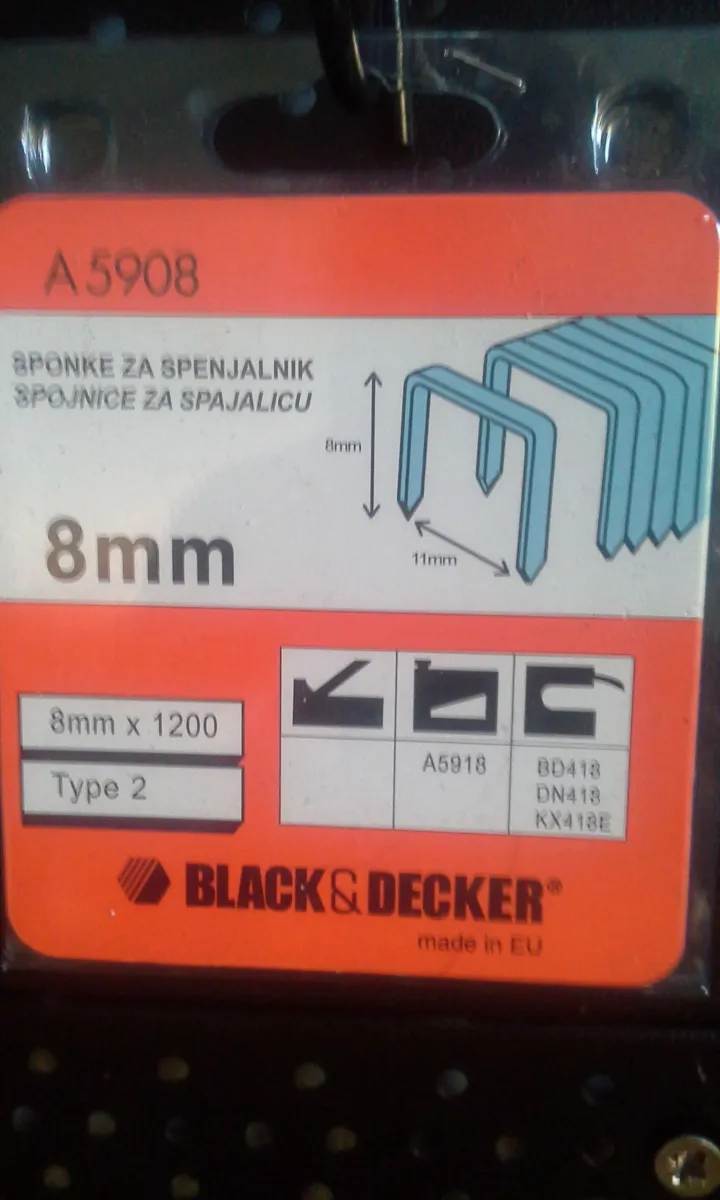 A5908
SPONKE ZA SPENJALNIK
SPOJNICE ZA SPAJALICU
8mm
11mm
8mm
8mm x 1200
Type 2
A5918
BD418
DN418
KX418E
BLACK & DECKER®
made in EU